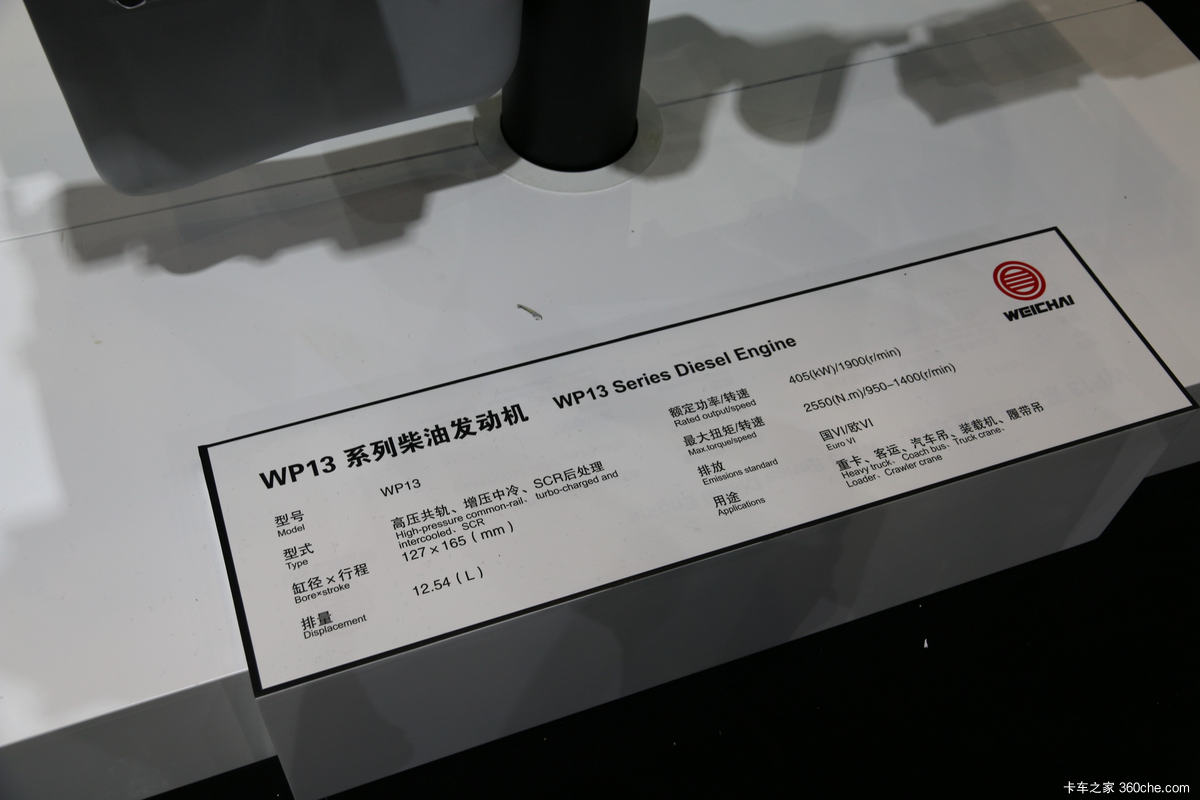 WEICHAI
WP13 系列柴油发动机 WP13 Series Diesel Engine
型号 WP13
Model
型式 高压共轨、增压中冷、SCR后处理
Type High-pressure common-rail、turbo-charged and
intercooled、SCR
缸径×行程 127×165（mm）
Bore×stroke
排量 12.54（L）
Displacement
额定功率/转速 405(kW)/1900(r/min)
Rated output/speed
最大扭矩/转速 2550(N.m)/950-1400(r/min)
Max.torque/speed
排放 国VI/欧VI
Emissions standard Euro VI
用途 重卡、客运、汽车吊、装载机、履带吊
Applications Heavy truck、Coach bus、Truck crane、
Loader、Crawler crane
卡车之家 360che.com